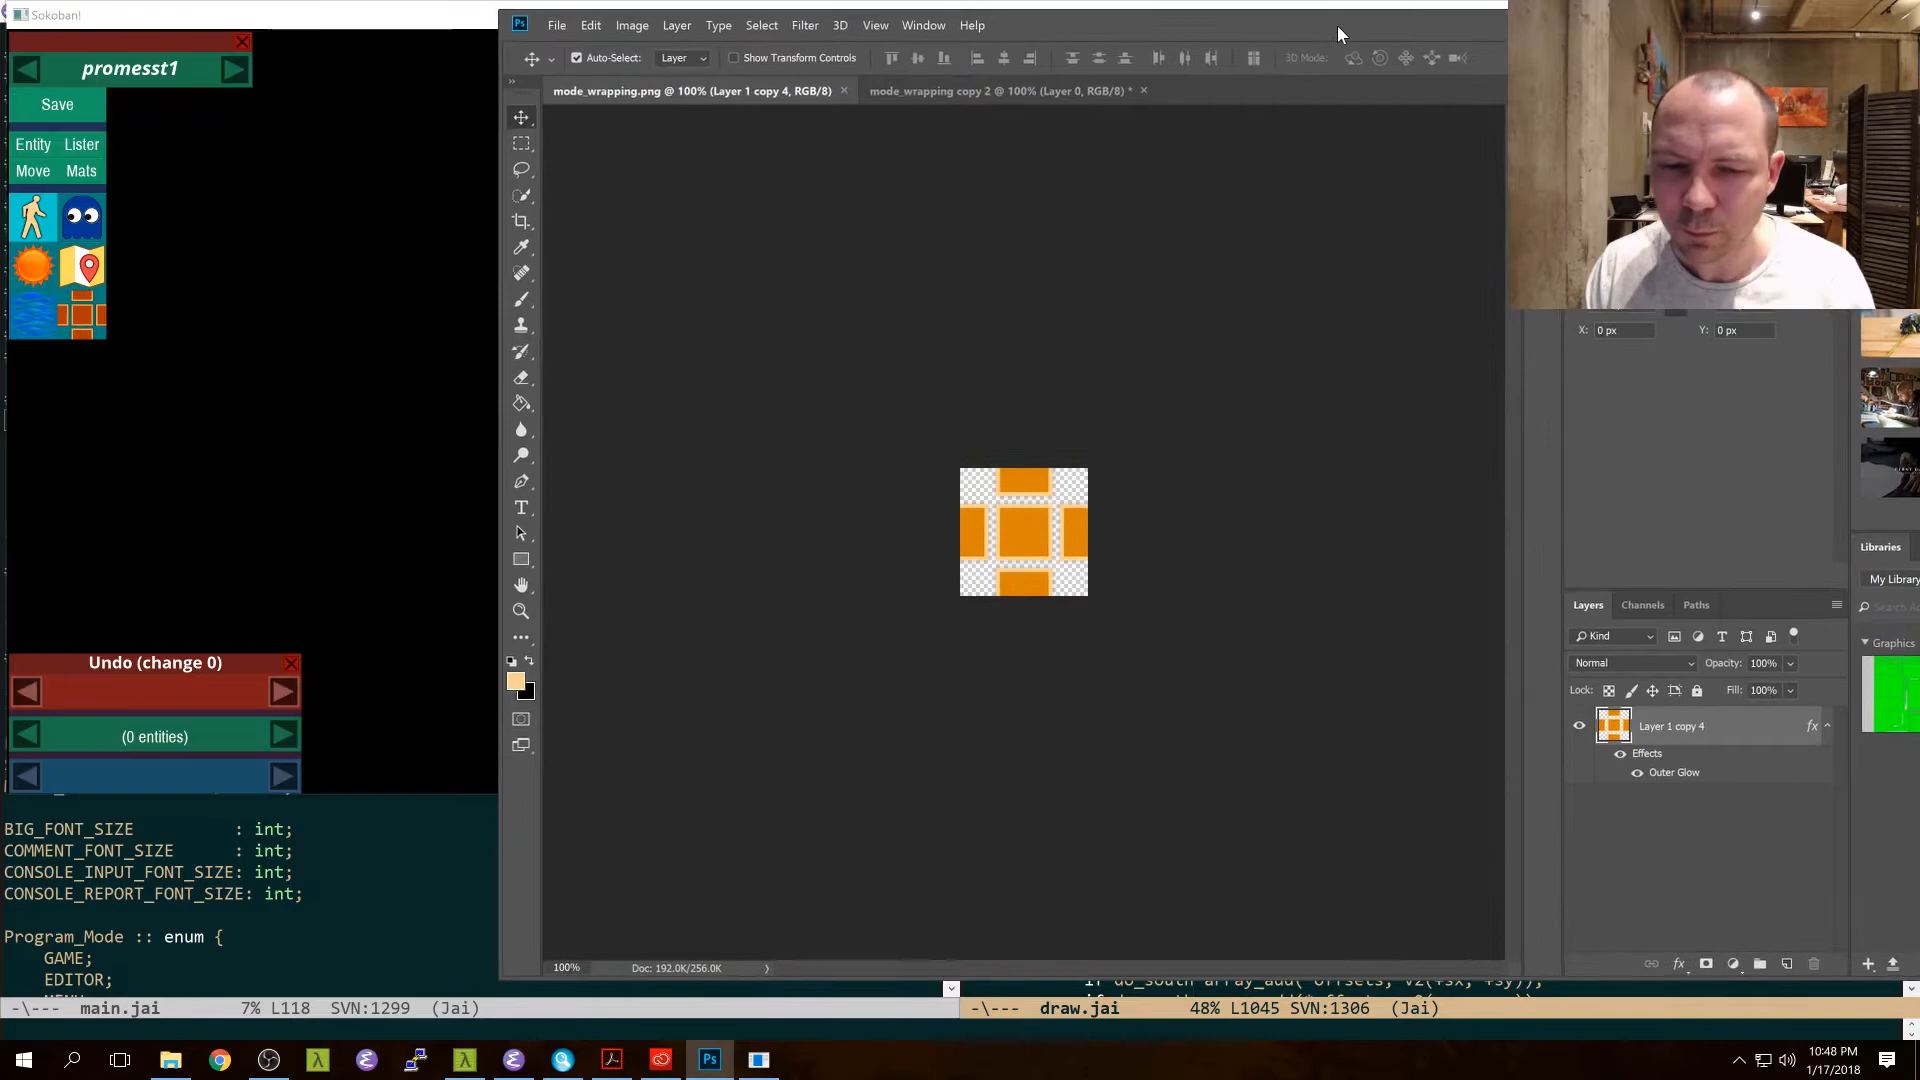 Sokoban!
File Edit Image Layer Type Select Filter 3D View Window Help
Auto-Select: Layer Show Transform Controls 3D Mode:
promesst1
mode_wrapping.png @ 100% (Layer 1 copy 4, RGB/8) × mode_wrapping copy 2 @ 100% (Layer 0, RGB/8) * ×
Save
Entity Lister
Move Mats
X: 0 px Y: 0 px
Libraries
My Library
Layers Channels Paths
Kind
Graphics
Normal Opacity: 100%
Lock: Fill: 100%
Layer 1 copy 4 fx
Effects
Outer Glow
Undo (change 0)
(0 entities)
BIG_FONT_SIZE : int;
COMMENT_FONT_SIZE : int;
CONSOLE_INPUT_FONT_SIZE: int;
CONSOLE_REPORT_FONT_SIZE: int;
Program_Mode :: enum {
GAME;
EDITOR;
100% Doc: 192.0K/256.0K
-\--- main.jai 7% L118 SVN:1299 (Jai)
-\--- draw.jai 48% L1045 SVN:1306 (Jai)
10:48 PM
1/17/2018